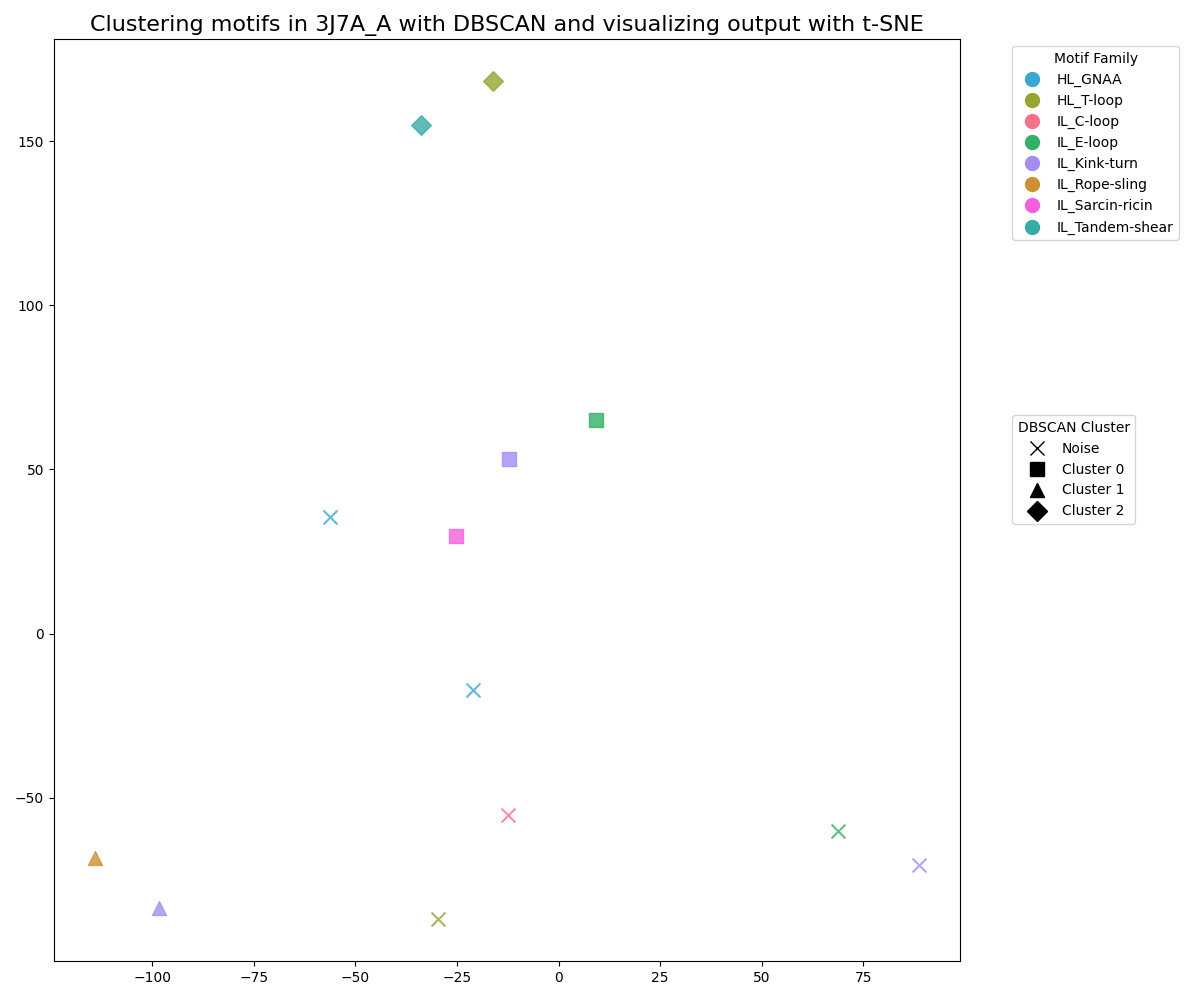 Clustering motifs in 3J7A_A with DBSCAN and visualizing output with t-SNE
Motif Family
HL_GNAA
HL_T-loop
IL_C-loop
IL_E-loop
IL_Kink-turn
IL_Rope-sling
IL_Sarcin-ricin
IL_Tandem-shear
DBSCAN Cluster
Noise
Cluster 0
Cluster 1
Cluster 2
150
100
50
0
−50
−100
−75
−50
−25
0
25
50
75